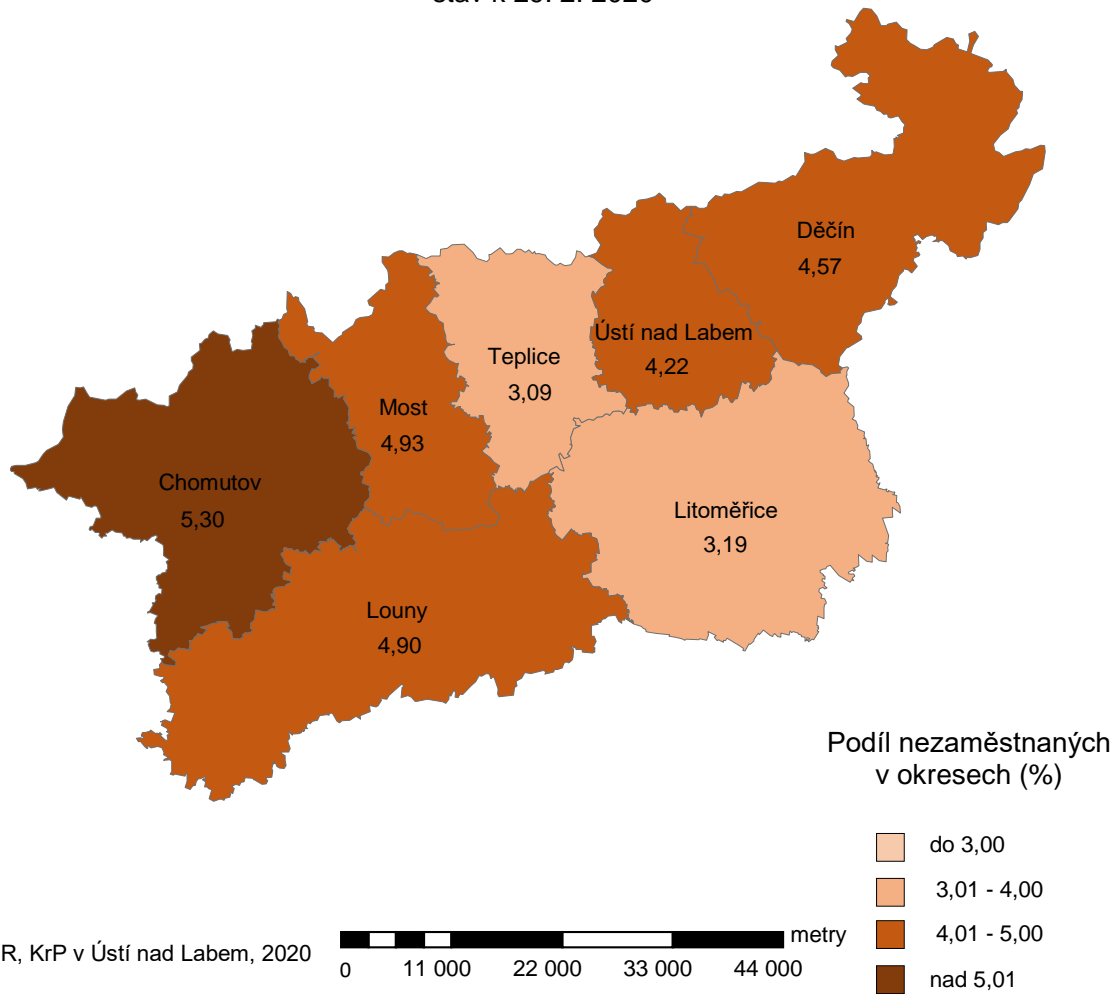 Děčín
4,57
Ústí nad Labem
4,22
Teplice
3,09
Most
4,93
Chomutov
5,30
Litoměřice
3,19
Louny
4,90
Podíl nezaměstnaných
v okresech (%)
do 3,00
3,01 - 4,00
4,01 - 5,00
nad 5,01
R, KrP v Ústí nad Labem, 2020
metry
0 11 000 22 000 33 000 44 000